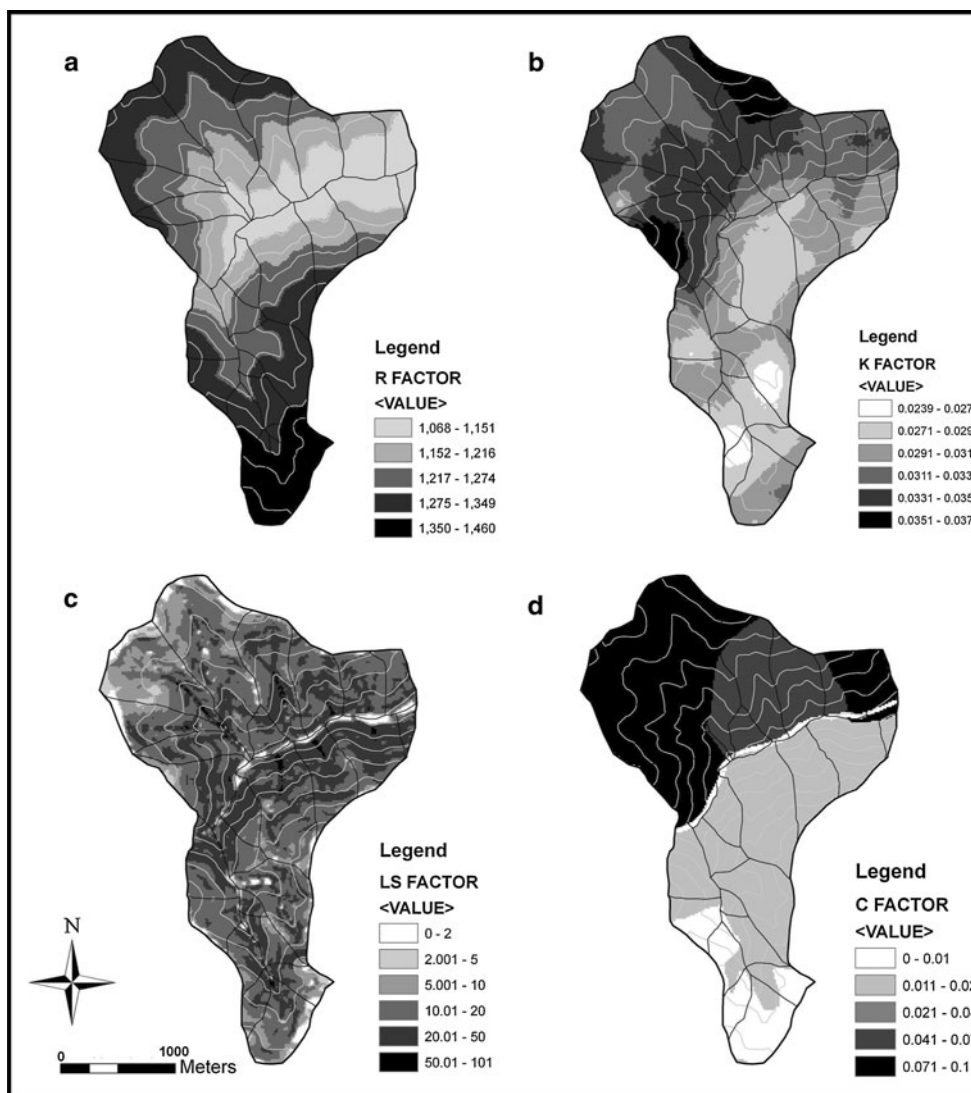 a
Legend
R FACTOR
<VALUE>
1,068 - 1,151
1,152 - 1,216
1,217 - 1,274
1,275 - 1,349
1,350 - 1,460
b
Legend
K FACTOR
<VALUE>
0.0239 - 0.027
0.0271 - 0.029
0.0291 - 0.031
0.0311 - 0.033
0.0331 - 0.035
0.0351 - 0.037
c
Legend
LS FACTOR
<VALUE>
0 - 2
2.001 - 5
5.001 - 10
10.01 - 20
20.01 - 50
50.01 - 101
N
0 1000
Meters
d
Legend
C FACTOR
<VALUE>
0 - 0.01
0.011 - 0.02
0.021 - 0.04
0.041 - 0.0
0.071 - 0.1